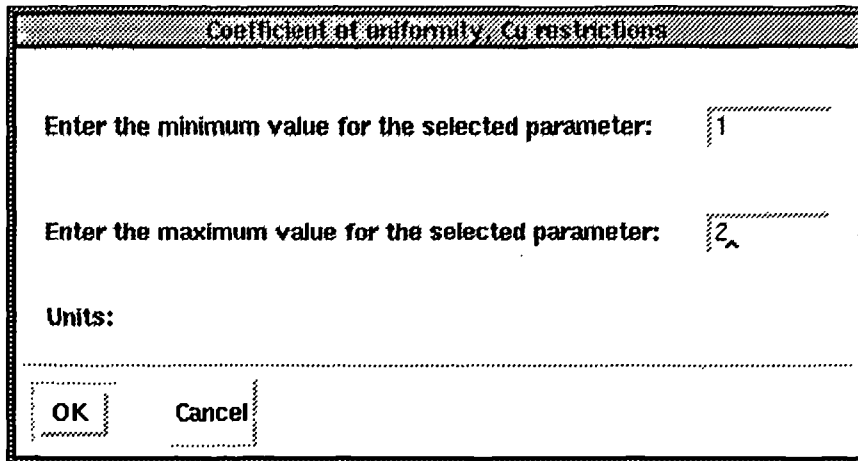 Coefficient of uniformity, Cu restrictions
Enter the minimum value for the selected parameter: 1
Enter the maximum value for the selected parameter: 2
Units:
OK Cancel